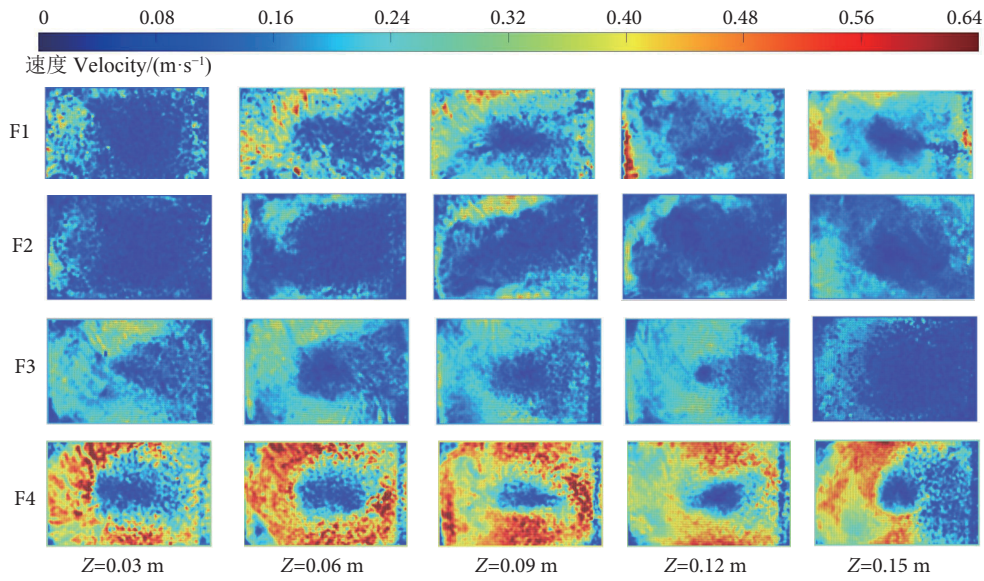 0 0.08 0.16 0.24 0.32 0.40 0.48 0.56 0.64
速度 Velocity/(m·s⁻¹)
F1
F2
F3
F4
Z=0.03 m Z=0.06 m Z=0.09 m Z=0.12 m Z=0.15 m